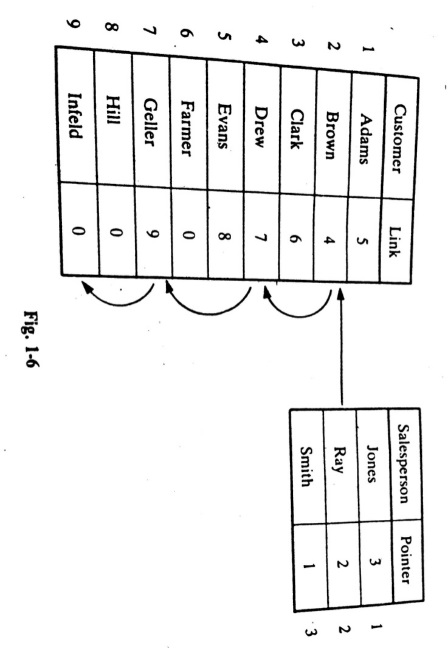 Customer Link
1 Adams 5
2 Brown 4
3 Clark 6
4 Drew 7
5 Evans 8
6 Farmer 0
7 Geller 9
8 Hill 0
9 Infeld 0
Salesperson Pointer
Jones 3 1
Ray 2 2
Smith 1 3
Fig. 1-6